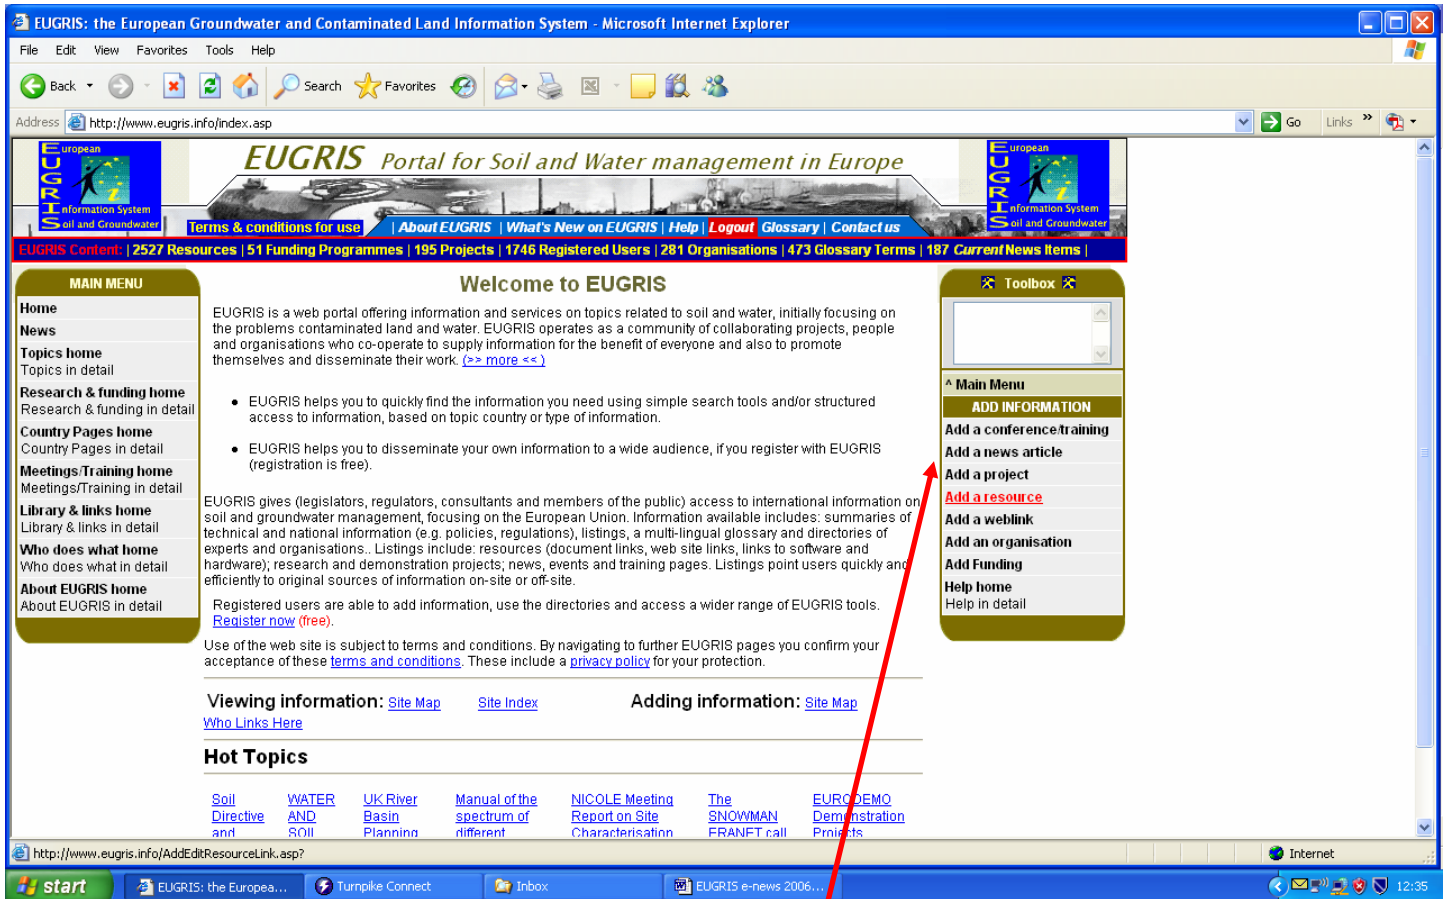 EUGRIS: the European Groundwater and Contaminated Land Information System - Microsoft Internet Explorer
File Edit View Favorites Tools Help
Back Search Favorites
Address http://www.eugris.info/index.asp Go Links »
European
EUGRIS
Information System
Soil and Groundwater
EUGRIS Portal for Soil and Water management in Europe
European
EUGRIS
Information System
Soil and Groundwater
Terms & conditions for use | About EUGRIS | What's New on EUGRIS | Help | Logout Glossary | Contact us
EUGRIS Content: | 2527 Resources | 51 Funding Programmes | 195 Projects | 1746 Registered Users | 281 Organisations | 473 Glossary Terms | 187 Current News Items |
MAIN MENU
Home
News
Topics home
Topics in detail
Research & funding home
Research & funding in detail
Country Pages home
Country Pages in detail
Meetings/Training home
Meetings/Training in detail
Library & links home
Library & links in detail
Who does what home
Who does what in detail
About EUGRIS home
About EUGRIS in detail
Welcome to EUGRIS
EUGRIS is a web portal offering information and services on topics related to soil and water, initially focusing on
the problems contaminated land and water. EUGRIS operates as a community of collaborating projects, people
and organisations who co-operate to supply information for the benefit of everyone and also to promote
themselves and disseminate their work. (>> more << )
• EUGRIS helps you to quickly find the information you need using simple search tools and/or structured
access to information, based on topic country or type of information.
• EUGRIS helps you to disseminate your own information to a wide audience, if you register with EUGRIS
(registration is free).
EUGRIS gives (legislators, regulators, consultants and members of the public) access to international information on
soil and groundwater management, focusing on the European Union. Information available includes: summaries of
technical and national information (e.g. policies, regulations), listings, a multi-lingual glossary and directories of
experts and organisations.. Listings include: resources (document links, web site links, links to software and
hardware); research and demonstration projects; news, events and training pages. Listings point users quickly and
efficiently to original sources of information on-site or off-site.
Registered users are able to add information, use the directories and access a wider range of EUGRIS tools.
Register now (free).
Use of the web site is subject to terms and conditions. By navigating to further EUGRIS pages you confirm your
acceptance of these terms and conditions. These include a privacy policy for your protection.
Viewing information: Site Map Site Index Adding information: Site Map
Who Links Here
Hot Topics
Soil WATER UK River Manual of the NICOLE Meeting The EURODEMO
Directive AND Basin spectrum of Report on Site SNOWMAN Demonstration
and SOIL Planning different Characterisation ERANET call Projects
Toolbox
^ Main Menu
ADD INFORMATION
Add a conference/training
Add a news article
Add a project
Add a resource
Add a weblink
Add an organisation
Add Funding
Help home
Help in detail
http://www.eugris.info/AddEditResourceLink.asp? Internet
start EUGRIS: the Europea... Turnpike Connect Inbox EUGRIS e-news 2006... 12:35